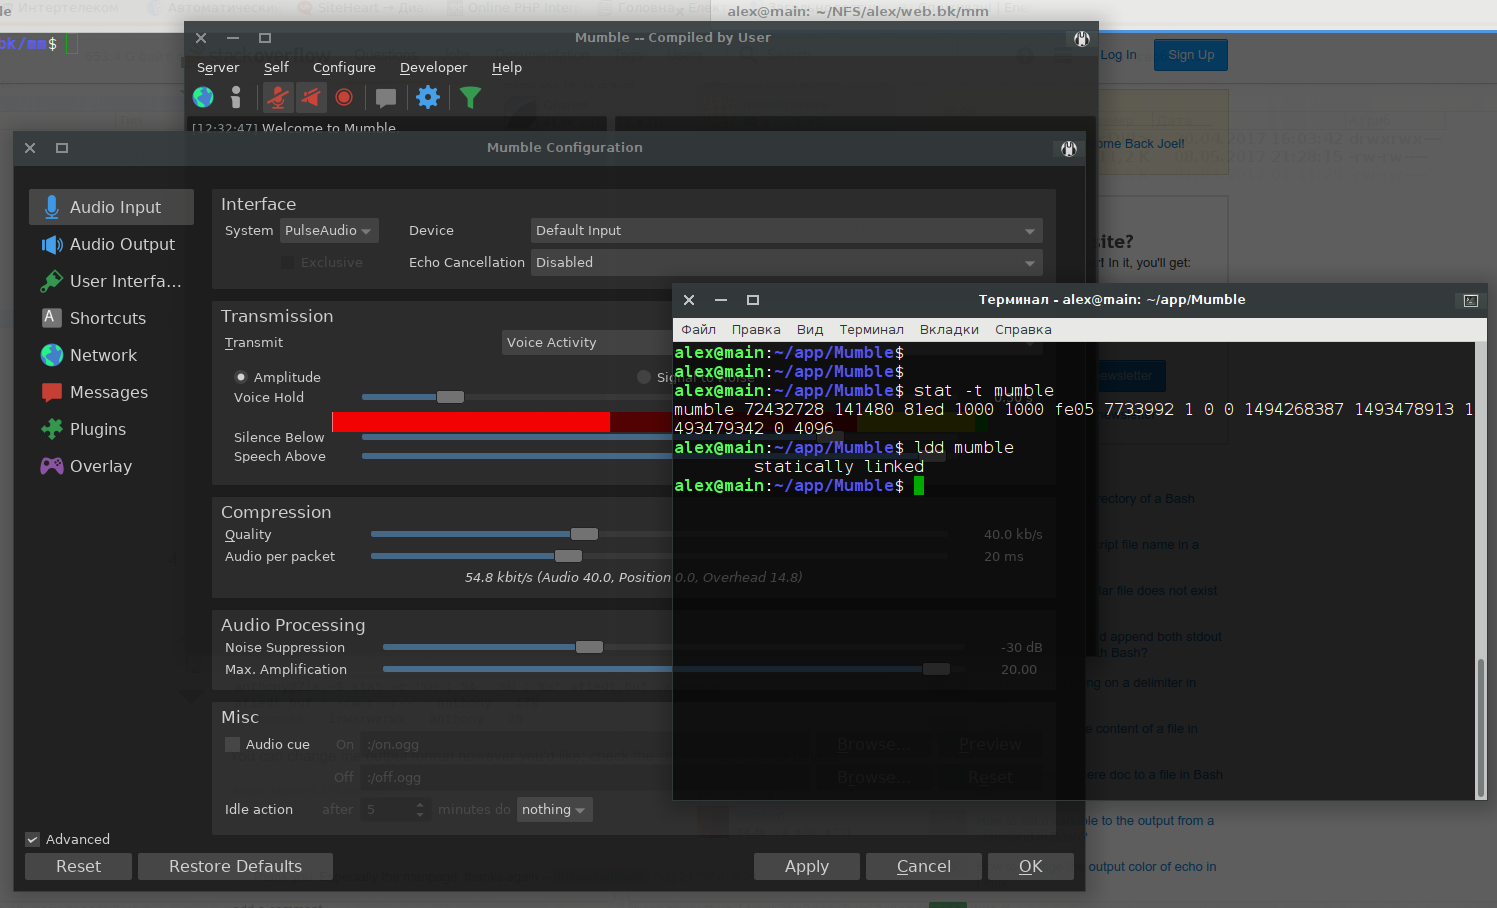 alex@main: ~/NFS/alex/web.bk/mm
bk/mm$
Mumble -- Compiled by User
Log In
Sign Up
Server Self Configure Developer Help
[12:32:47] Welcome to Mumble
ome Back Joel!
Mumble Configuration
Audio Input
Audio Output
User Interfa...
Shortcuts
Network
Messages
Plugins
Overlay
Interface
System PulseAudio Device Default Input
Exclusive Echo Cancellation Disabled
site?
In it, you'll get:
Transmission
Transmit Voice Activity
Amplitude Signal to Noise
Voice Hold
Silence Below
Speech Above
Compression
Quality 40.0 kb/s
Audio per packet 20 ms
54.8 kbit/s (Audio 40.0, Position 0.0, Overhead 14.8)
Audio Processing
Noise Suppression -30 dB
Max. Amplification 20.00
Misc
Audio cue On :/on.ogg Browse... Preview
Off :/off.ogg Browse... Reset
Idle action after 5 minutes do nothing
Advanced
Reset Restore Defaults Apply Cancel OK
Терминал - alex@main: ~/app/Mumble
Файл Правка Вид Терминал Вкладки Справка
alex@main:~/app/Mumble$
alex@main:~/app/Mumble$
alex@main:~/app/Mumble$ stat -t mumble
mumble 72432728 141480 81ed 1000 1000 fe05 7733992 1 0 0 1494268387 1493478913 1
493479342 0 4096
alex@main:~/app/Mumble$ ldd mumble
statically linked
alex@main:~/app/Mumble$
newsletter
rectory of a Bash
ript file name in a
ar file does not exist
d append both stdout
h Bash?
ng on a delimiter in
e content of a file in
ere doc to a file in Bash
le to the output from a
output color of echo in